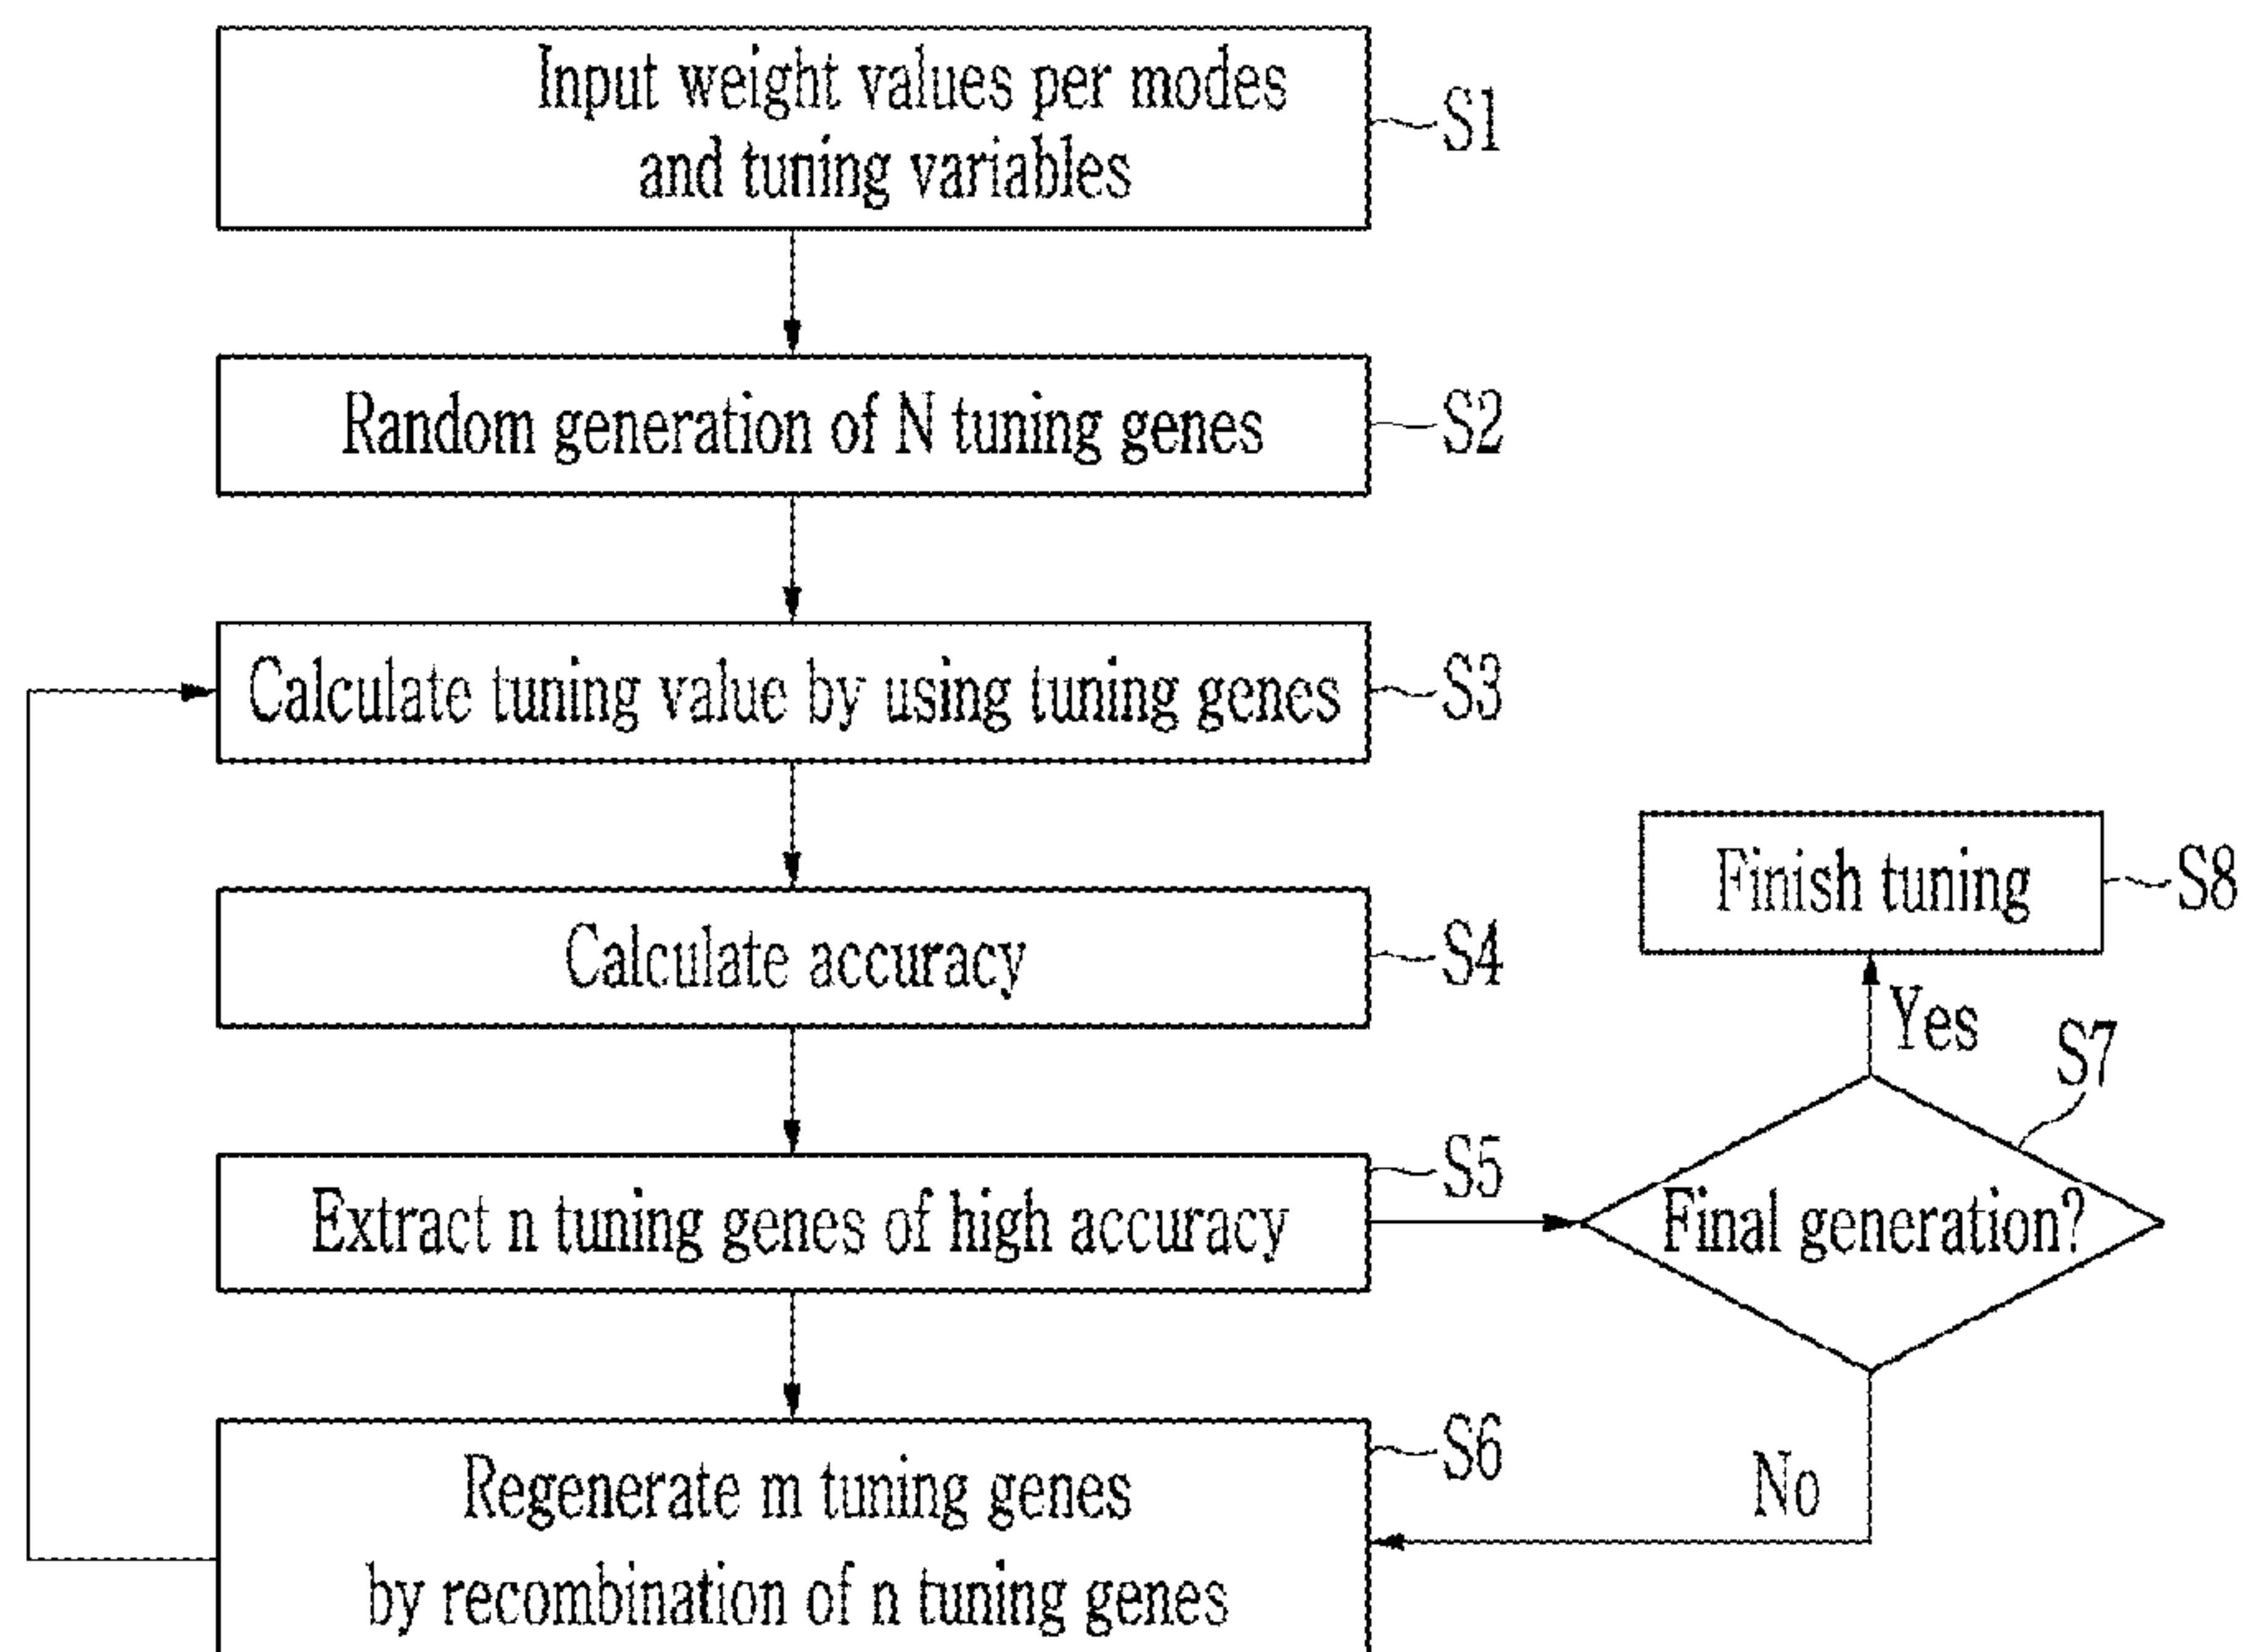 Input weight values per modes
and tuning variables
S1
Random generation of N tuning genes
S2
Calculate tuning value by using tuning genes
S3
Calculate accuracy
S4
Finish tuning
S8
Yes
S7
Extract n tuning genes of high accuracy
S5
Final generation?
Regenerate m tuning genes
by recombination of n tuning genes
S6
No